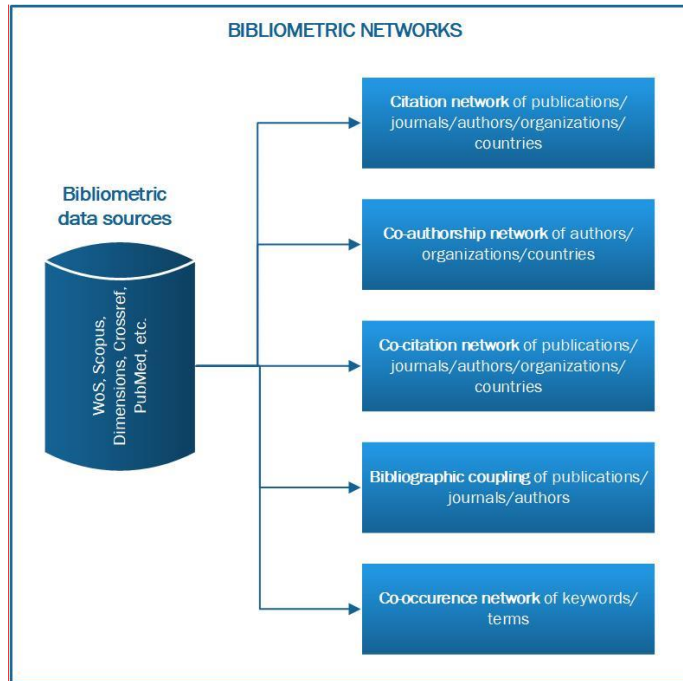 BIBLIOMETRIC NETWORKS
Bibliometric
data sources
WoS, Scopus,
Dimensions, Crossref,
PubMed, etc.
Citation network of publications/
journals/authors/organizations/
countries
Co-authorship network of authors/
organizations/countries
Co-citation network of publications/
journals/authors/organizations/
countries
Bibliographic coupling of publications/
journals/authors
Co-occurence network of keywords/
terms